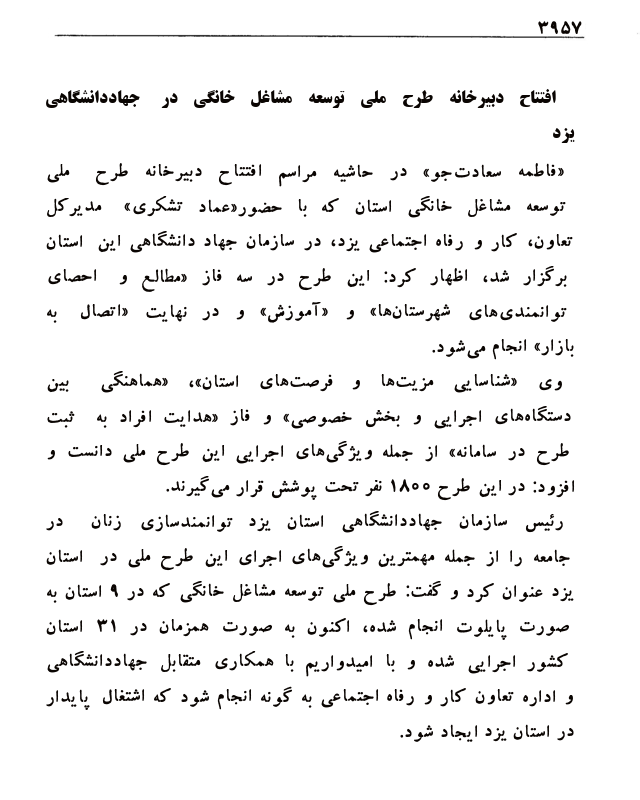 ۳۹۵۷
افتتاح دبیرخانه طرح ملی توسعه مشاغل خانگی در جهاددانشگاهی
یزد
«فاطمه سعادت‌جو» در حاشیه مراسم افتتاح دبیرخانه طرح ملی
توسعه مشاغل خانگی استان که با حضور«عماد تشکری» مدیرکل
تعاون، کار و رفاه اجتماعی یزد، در سازمان جهاد دانشگاهی این استان
برگزار شد، اظهار کرد: این طرح در سه فاز «مطالع و احصای
توانمندی‌های شهرستان‌ها» و «آموزش» و در نهایت «اتصال به
بازار» انجام می‌شود.
وی «شناسایی مزیت‌ها و فرصت‌های استان»، «هماهنگی بین
دستگاه‌های اجرایی و بخش خصوصی» و فاز «هدایت افراد به ثبت
طرح در سامانه» از جمله ویژگی‌های اجرایی این طرح ملی دانست و
افزود: در این طرح ۱۸۰۰ نفر تحت پوشش قرار می‌گیرند.
رئیس سازمان جهاددانشگاهی استان یزد توانمندسازی زنان در
جامعه را از جمله مهمترین ویژگی‌های اجرای این طرح ملی در استان
یزد عنوان کرد و گفت: طرح ملی توسعه مشاغل خانگی که در ۹ استان به
صورت پایلوت انجام شده، اکنون به صورت همزمان در ۳۱ استان
کشور اجرایی شده و با امیدواریم با همکاری متقابل جهاددانشگاهی
و اداره تعاون کار و رفاه اجتماعی به گونه انجام شود که اشتغال پایدار
در استان یزد ایجاد شود.